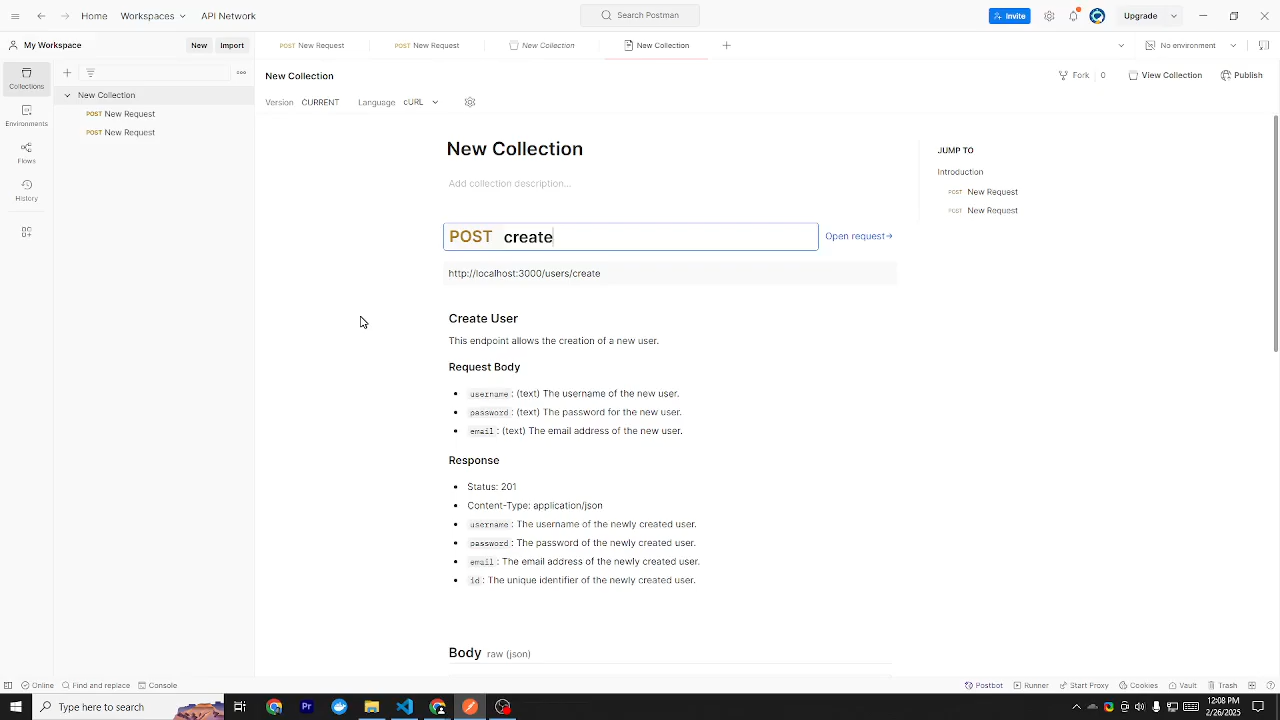 Home Workspaces API Network Search Postman Invite Upgrade
My Workspace New Import POST New Request POST New Request New Collection New Collection No environment
Collections
New Collection
New Collection Fork 0 View Collection Publish
New Collection
POST New Request
POST New Request
Environments
Flows
History
Version CURRENT Language cURL
New Collection
Add collection description...
POST create Open request→
http://localhost:3000/users/create
Create User
This endpoint allows the creation of a new user.
Request Body
username: (text) The username of the new user.
password: (text) The password for the new user.
email: (text) The email address of the new user.
Response
Status: 201
Content-Type: application/json
username: The username of the newly created user.
password: The password of the newly created user.
email: The email address of the newly created user.
id: The unique identifier of the newly created user.
Body raw (json)
JUMP TO
Introduction
POST New Request
POST New Request
Online Find and replace Console Postbot Runner Start Proxy Cookies Vault Trash
Type here to search
12:08 PM
2/26/2025